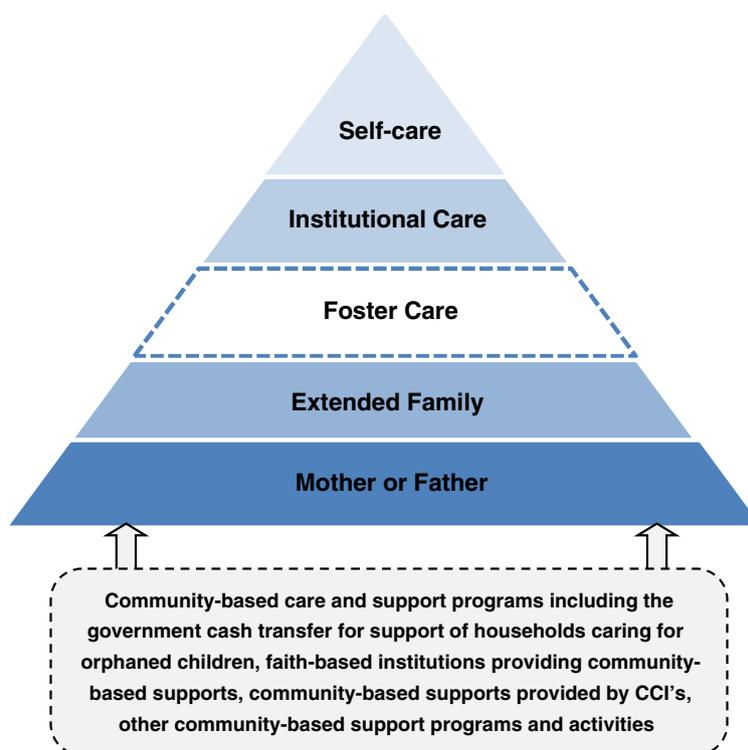 Self-care
Institutional Care
Foster Care
Extended Family
Mother or Father
Community-based care and support programs including the
government cash transfer for support of households caring for
orphaned children, faith-based institutions providing community-
based supports, community-based supports provided by CCI's,
other community-based support programs and activities